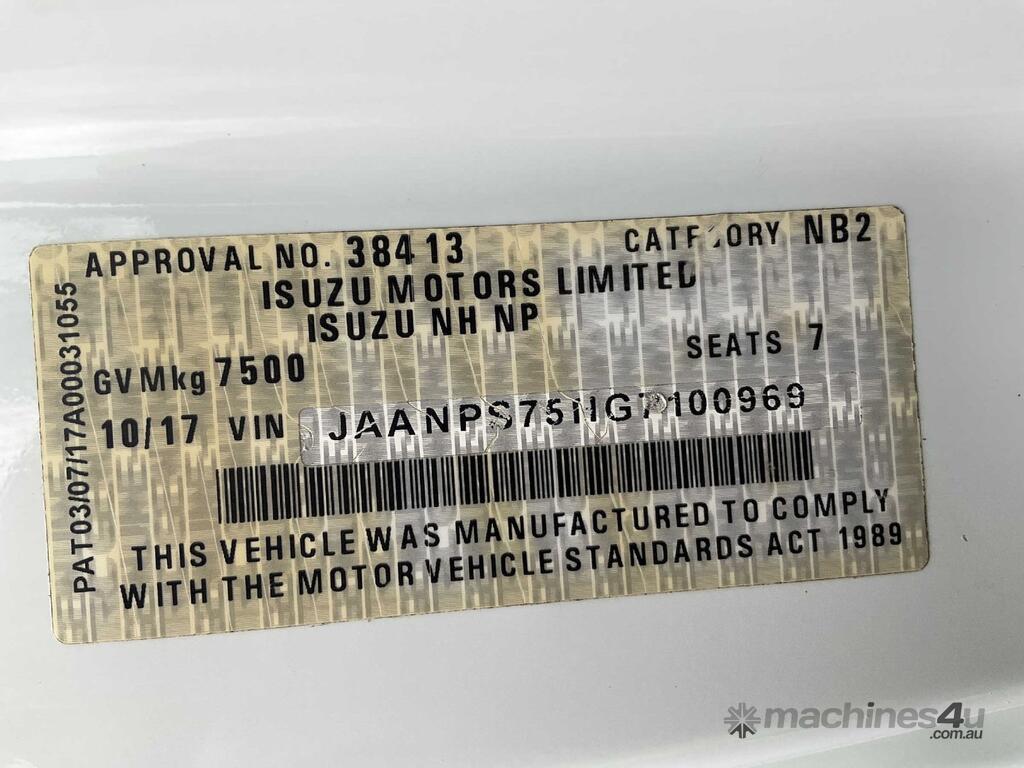 APPROVAL NO. 38413
CATEGORY NB2
ISUZU MOTORS LIMITED
ISUZU NH NP
GVMkg 7500
SEATS 7
10/17 VIN JAANPS75HG7100969
THIS VEHICLE WAS MANUFACTURED TO COMPLY
WITH THE MOTOR VEHICLE STANDARDS ACT 1989
PAT03/07/17A00031055
machines4u
.com.au